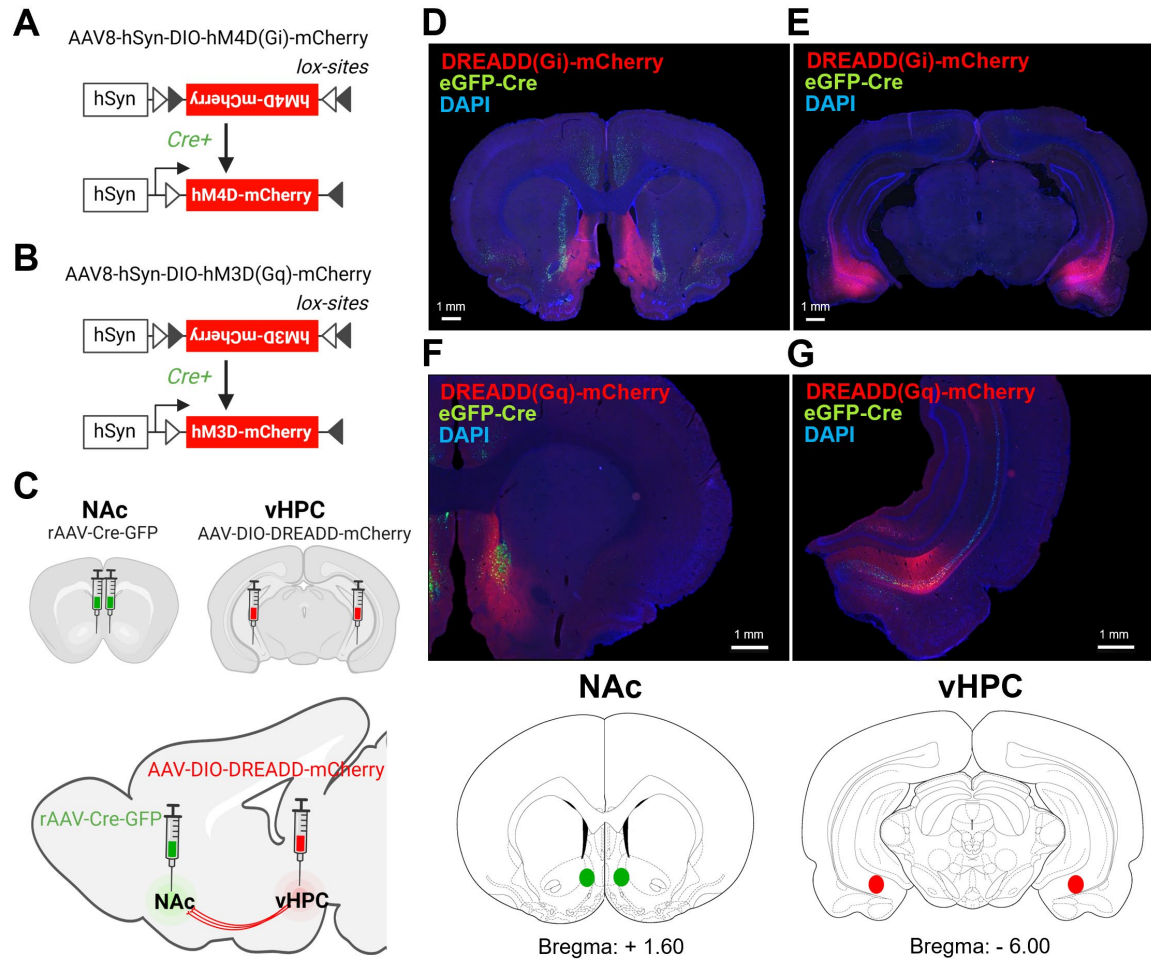 A
AAV8-hSyn-DIO-hM4D(Gi)-mCherry
lox-sites
hSyn
hM4D-mCherry
Cre+
hSyn
hM4D-mCherry
B
AAV8-hSyn-DIO-hM3D(Gq)-mCherry
lox-sites
hSyn
hM3D-mCherry
Cre+
hSyn
hM3D-mCherry
C
NAc
rAAV-Cre-GFP
vHPC
AAV-DIO-DREADD-mCherry
AAV-DIO-DREADD-mCherry
rAAV-Cre-GFP
NAc
vHPC
D
DREADD(Gi)-mCherry
eGFP-Cre
DAPI
1 mm
E
DREADD(Gi)-mCherry
eGFP-Cre
DAPI
1 mm
F
DREADD(Gq)-mCherry
eGFP-Cre
DAPI
1 mm
G
DREADD(Gq)-mCherry
eGFP-Cre
DAPI
1 mm
NAc
Bregma: + 1.60
vHPC
Bregma: - 6.00